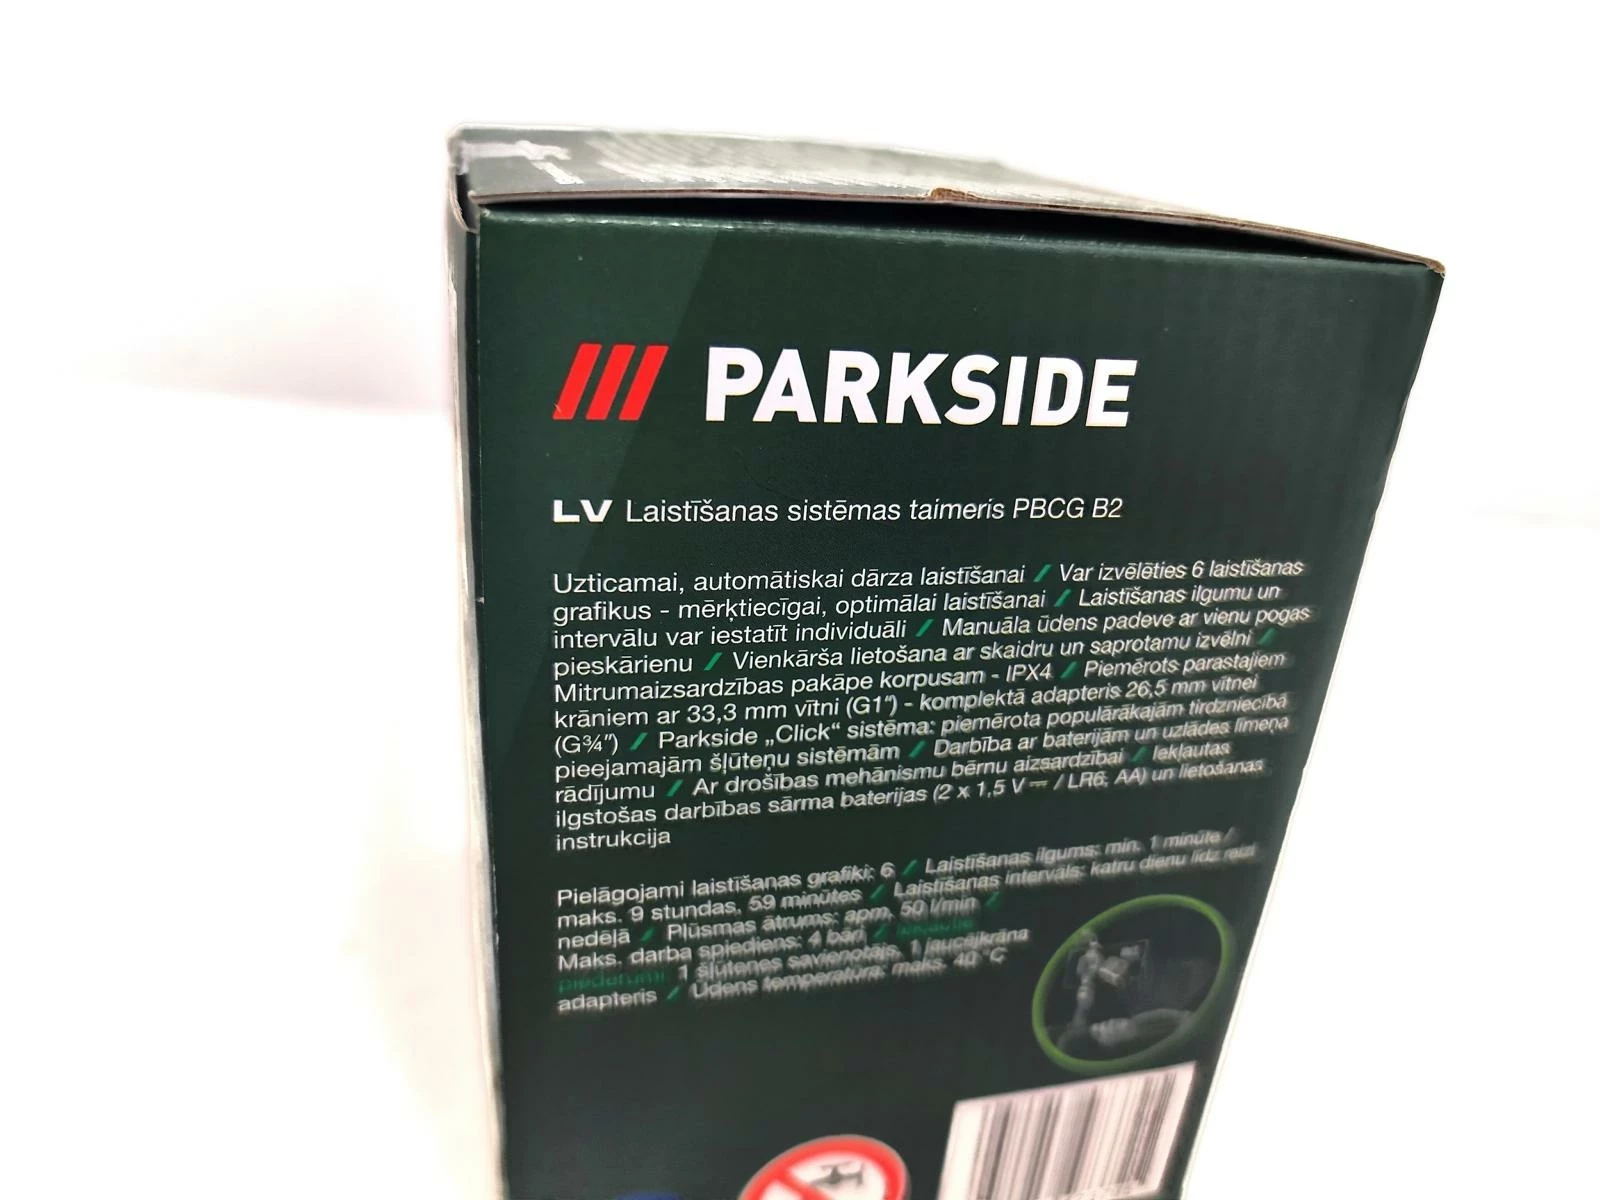 PARKSIDE
LV Laistīšanas sistēmas taimeris PBCG B2
Uzticamai, automātiskai dārza laistīšanai / Var izvēlēties 6 laistīšanas
grafikus - mērķtiecīgai, optimālai laistīšanai / Laistīšanas ilgumu un
intervālu var iestatīt individuāli / Manuāla ūdens padeve ar vienu pogas
pieskārienu / Vienkārša lietošana ar skaidru un saprotamu izvēlni /
Mitrumaizsardzības pakāpe korpusam - IPX4 / Piemērots parastajiem
krāniem ar 33,3 mm vītni (G1") - komplektā adapteris 26,5 mm vītnei
(G¾") / Parkside „Click“ sistēma: piemērota populārākajām tirdzniecībā
pieejamajām šļūteņu sistēmām / Darbība ar baterijām un uzlādes līmeņa
rādījumu / Ar drošības mehānismu bērnu aizsardzībai / Iekļautas
ilgstošas darbības sārma baterijas (2 x 1,5 V ⎓ / LR6, AA) un lietošanas
instrukcija
Pielāgojami laistīšanas grafiki: 6 / Laistīšanas ilgums: min. 1 minūte /
maks. 9 stundas, 59 minūtes / Laistīšanas intervāls: katru dienu līdz reizi
nedēļā / Plūsmas ātrums: apm. 50 l/min /
Maks. darba spiediens: 4 bāri / Iekļautie
piederumi 1 šļūtenes savienotājs, 1 jaucējkrāna
adapteris / Ūdens temperatūra: maks. 40 °C